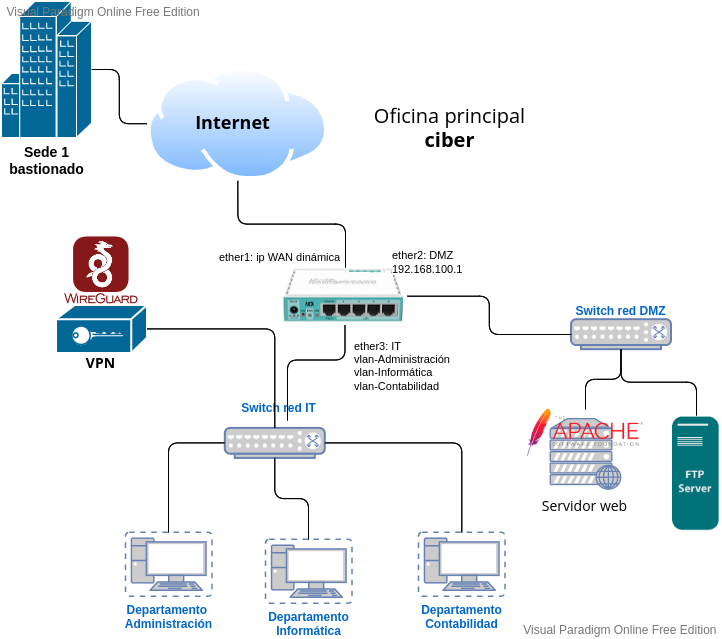 Visual Paradigm Online Free Edition
Internet
Oficina principal
ciber
Sede 1
bastionado
ether1: ip WAN dinámica
ether2: DMZ
192.168.100.1
WIREGUARD
VPN
ether3: IT
vlan-Administración
vlan-Informática
vlan-Contabilidad
Switch red DMZ
Switch red IT
THE
APACHE
SOFTWARE FOUNDATION
Servidor web
FTP
Server
Departamento
Administración
Departamento
Informática
Departamento
Contabilidad
Visual Paradigm Online Free Edition